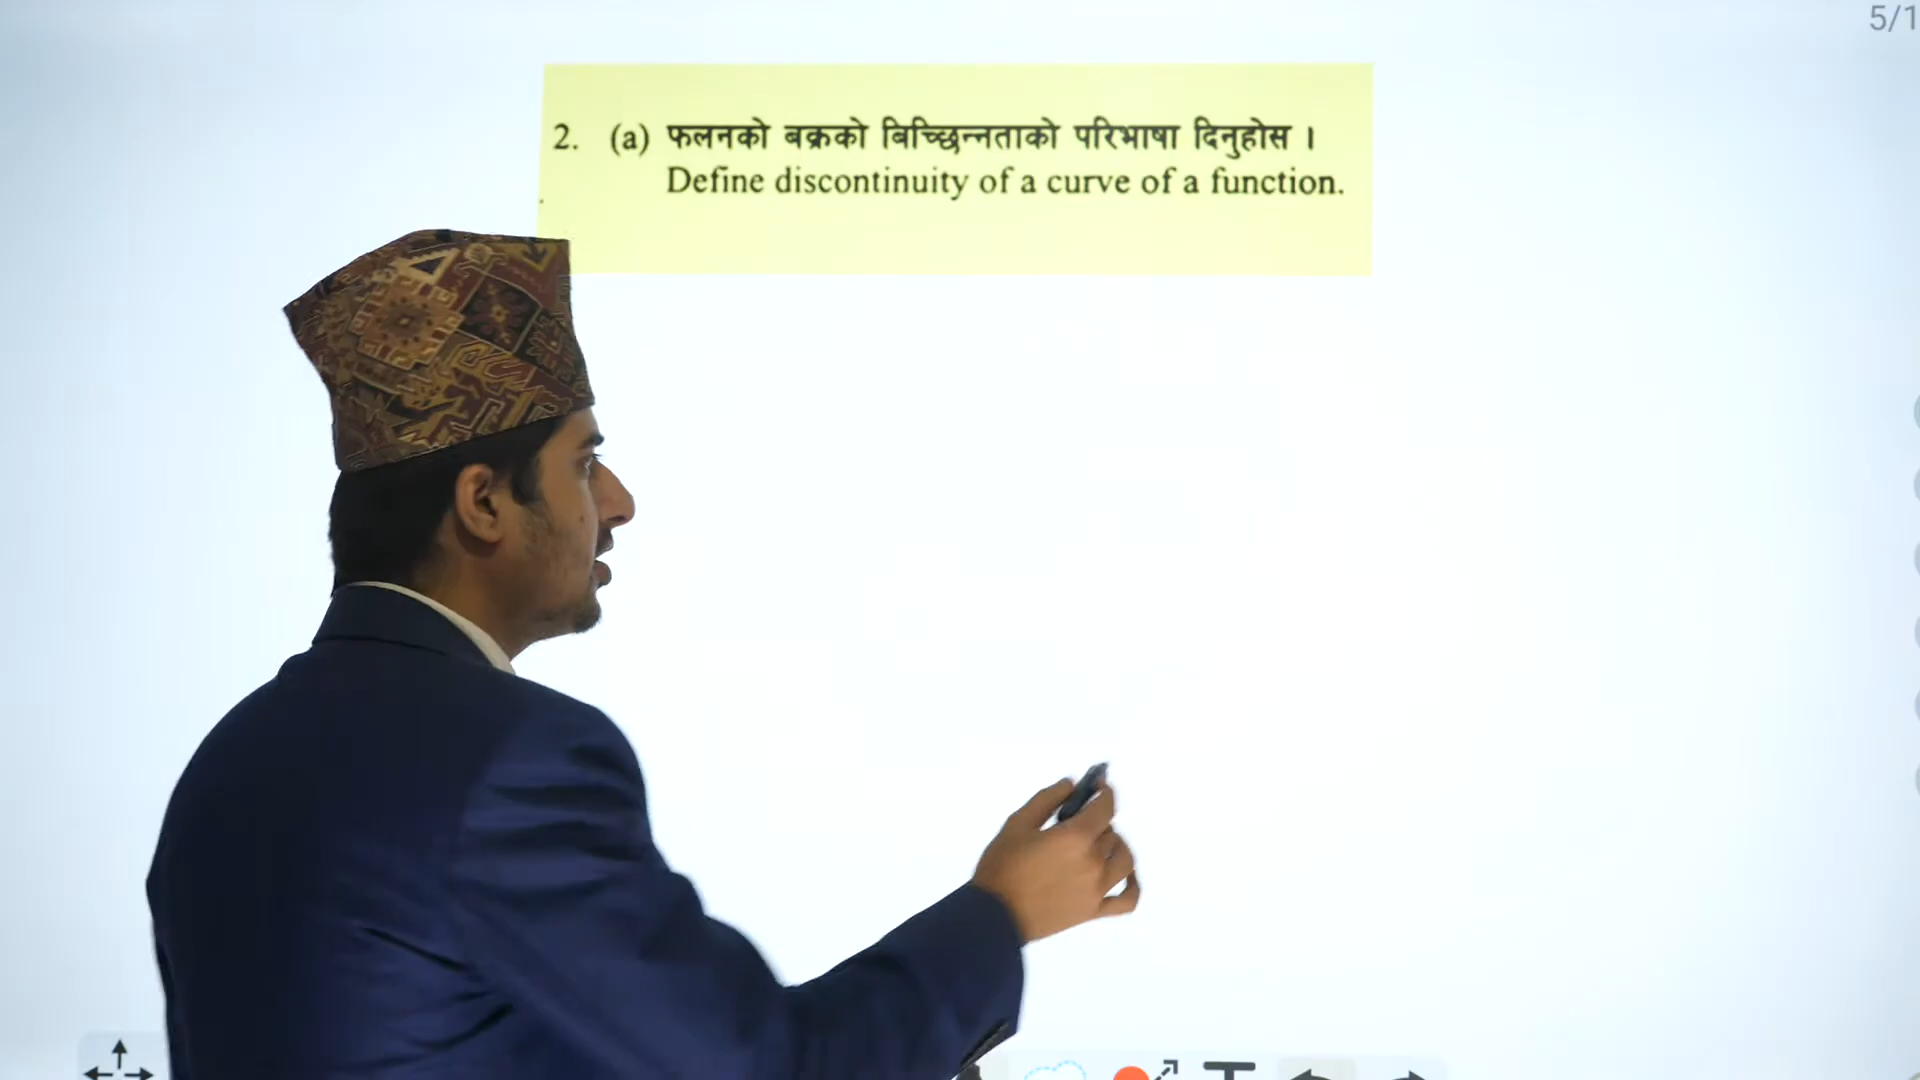 5/1
2. (a) फलनको बक्रको बिच्छिन्नताको परिभाषा दिनुहोस ।
Define discontinuity of a curve of a function.